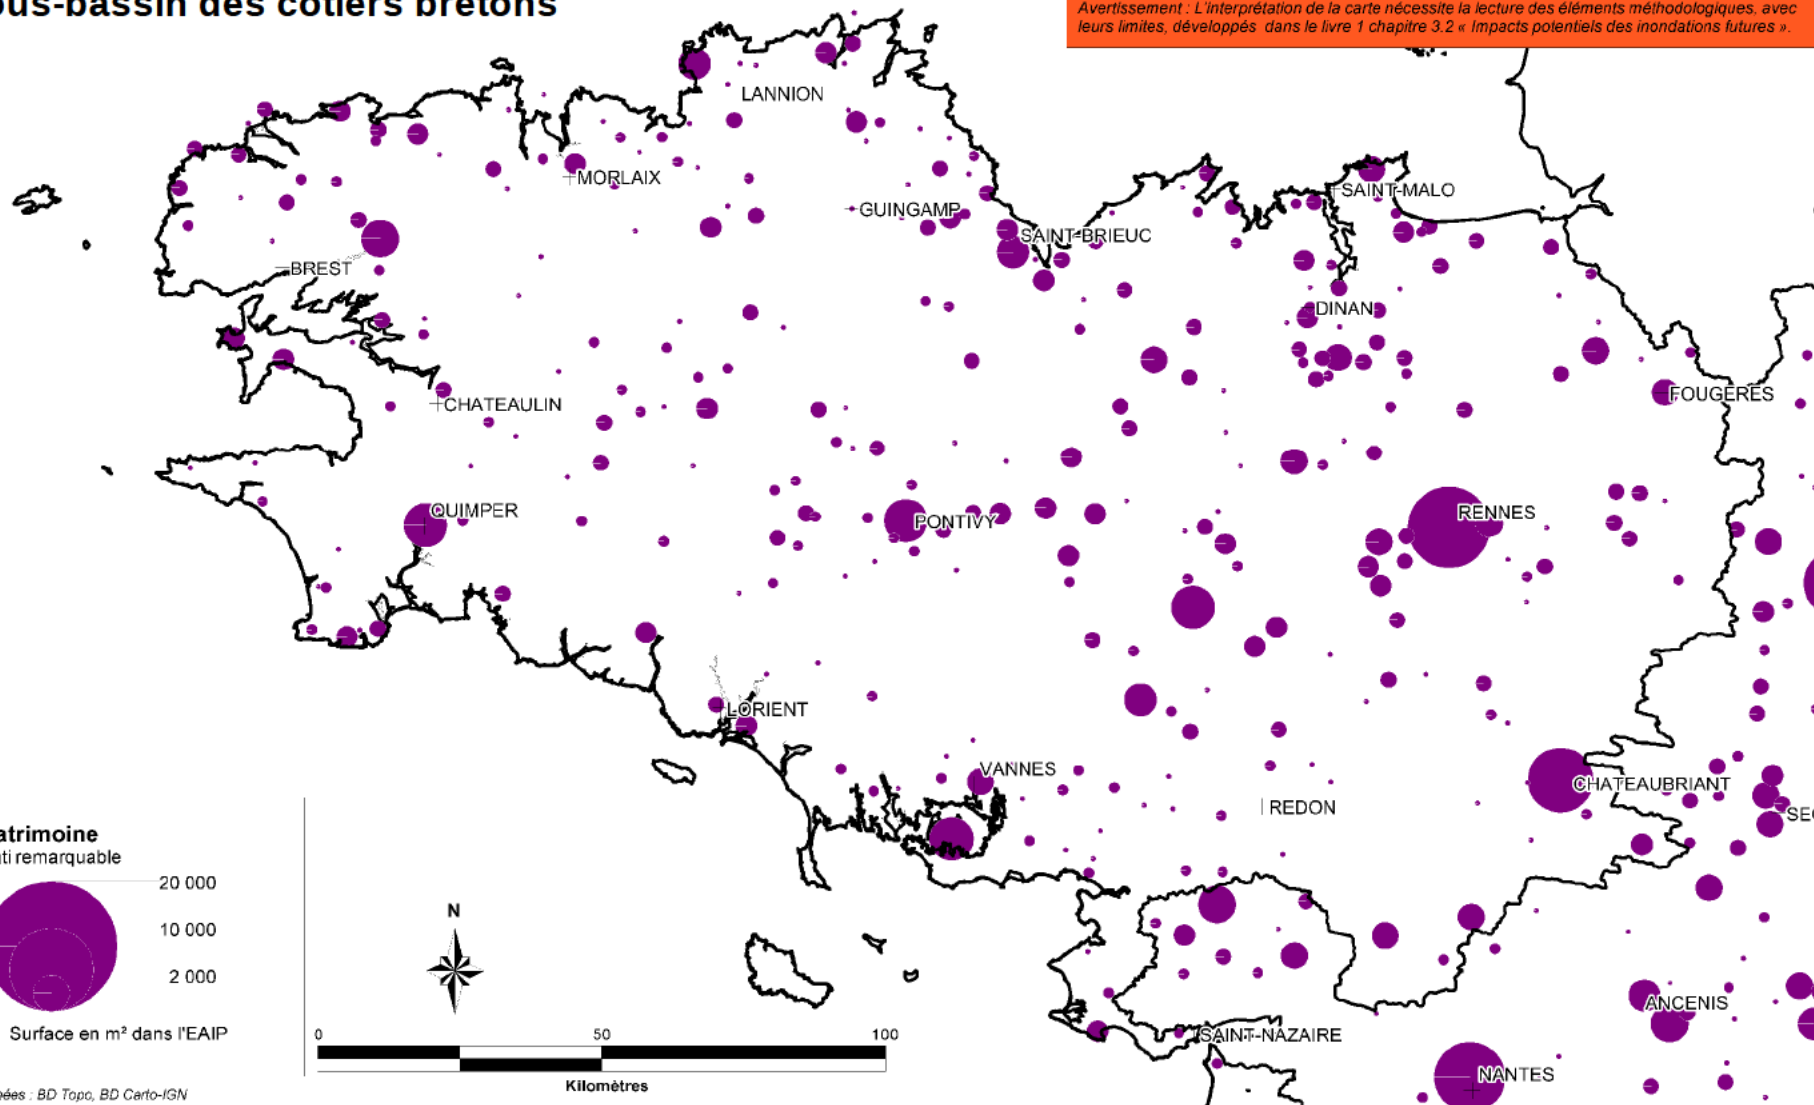 ous-bassin des côtiers bretons
Avertissement : L'interprétation de la carte nécessite la lecture des éléments méthodologiques, avec
leurs limites, développés dans le livre 1 chapitre 3.2 « Impacts potentiels des inondations futures ».
LANNION
MORLAIX
SAINT-MALO
GUINGAMP
SAINT-BRIEUC
BREST
DINAN
FOUGERES
CHATEAULIN
QUIMPER
RENNES
PONTIVY
LORIENT
VANNES
CHATEAUBRIANT
REDON
SEG
ANCENIS
SAINT-NAZAIRE
NANTES
atrimoine
ti remarquable
20 000
10 000
2 000
Surface en m² dans l'EAIP
N
0 50 100
Kilomètres
ées : BD Topo, BD Carto-IGN